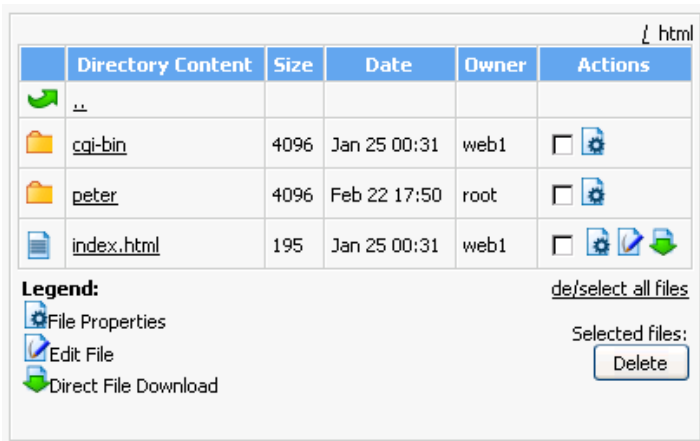 / html
Directory Content Size Date Owner Actions
..
cgi-bin 4096 Jan 25 00:31 web1
peter 4096 Feb 22 17:50 root
index.html 195 Jan 25 00:31 web1
Legend:
de/select all files
File Properties
Edit File
Direct File Download
Selected files:
Delete